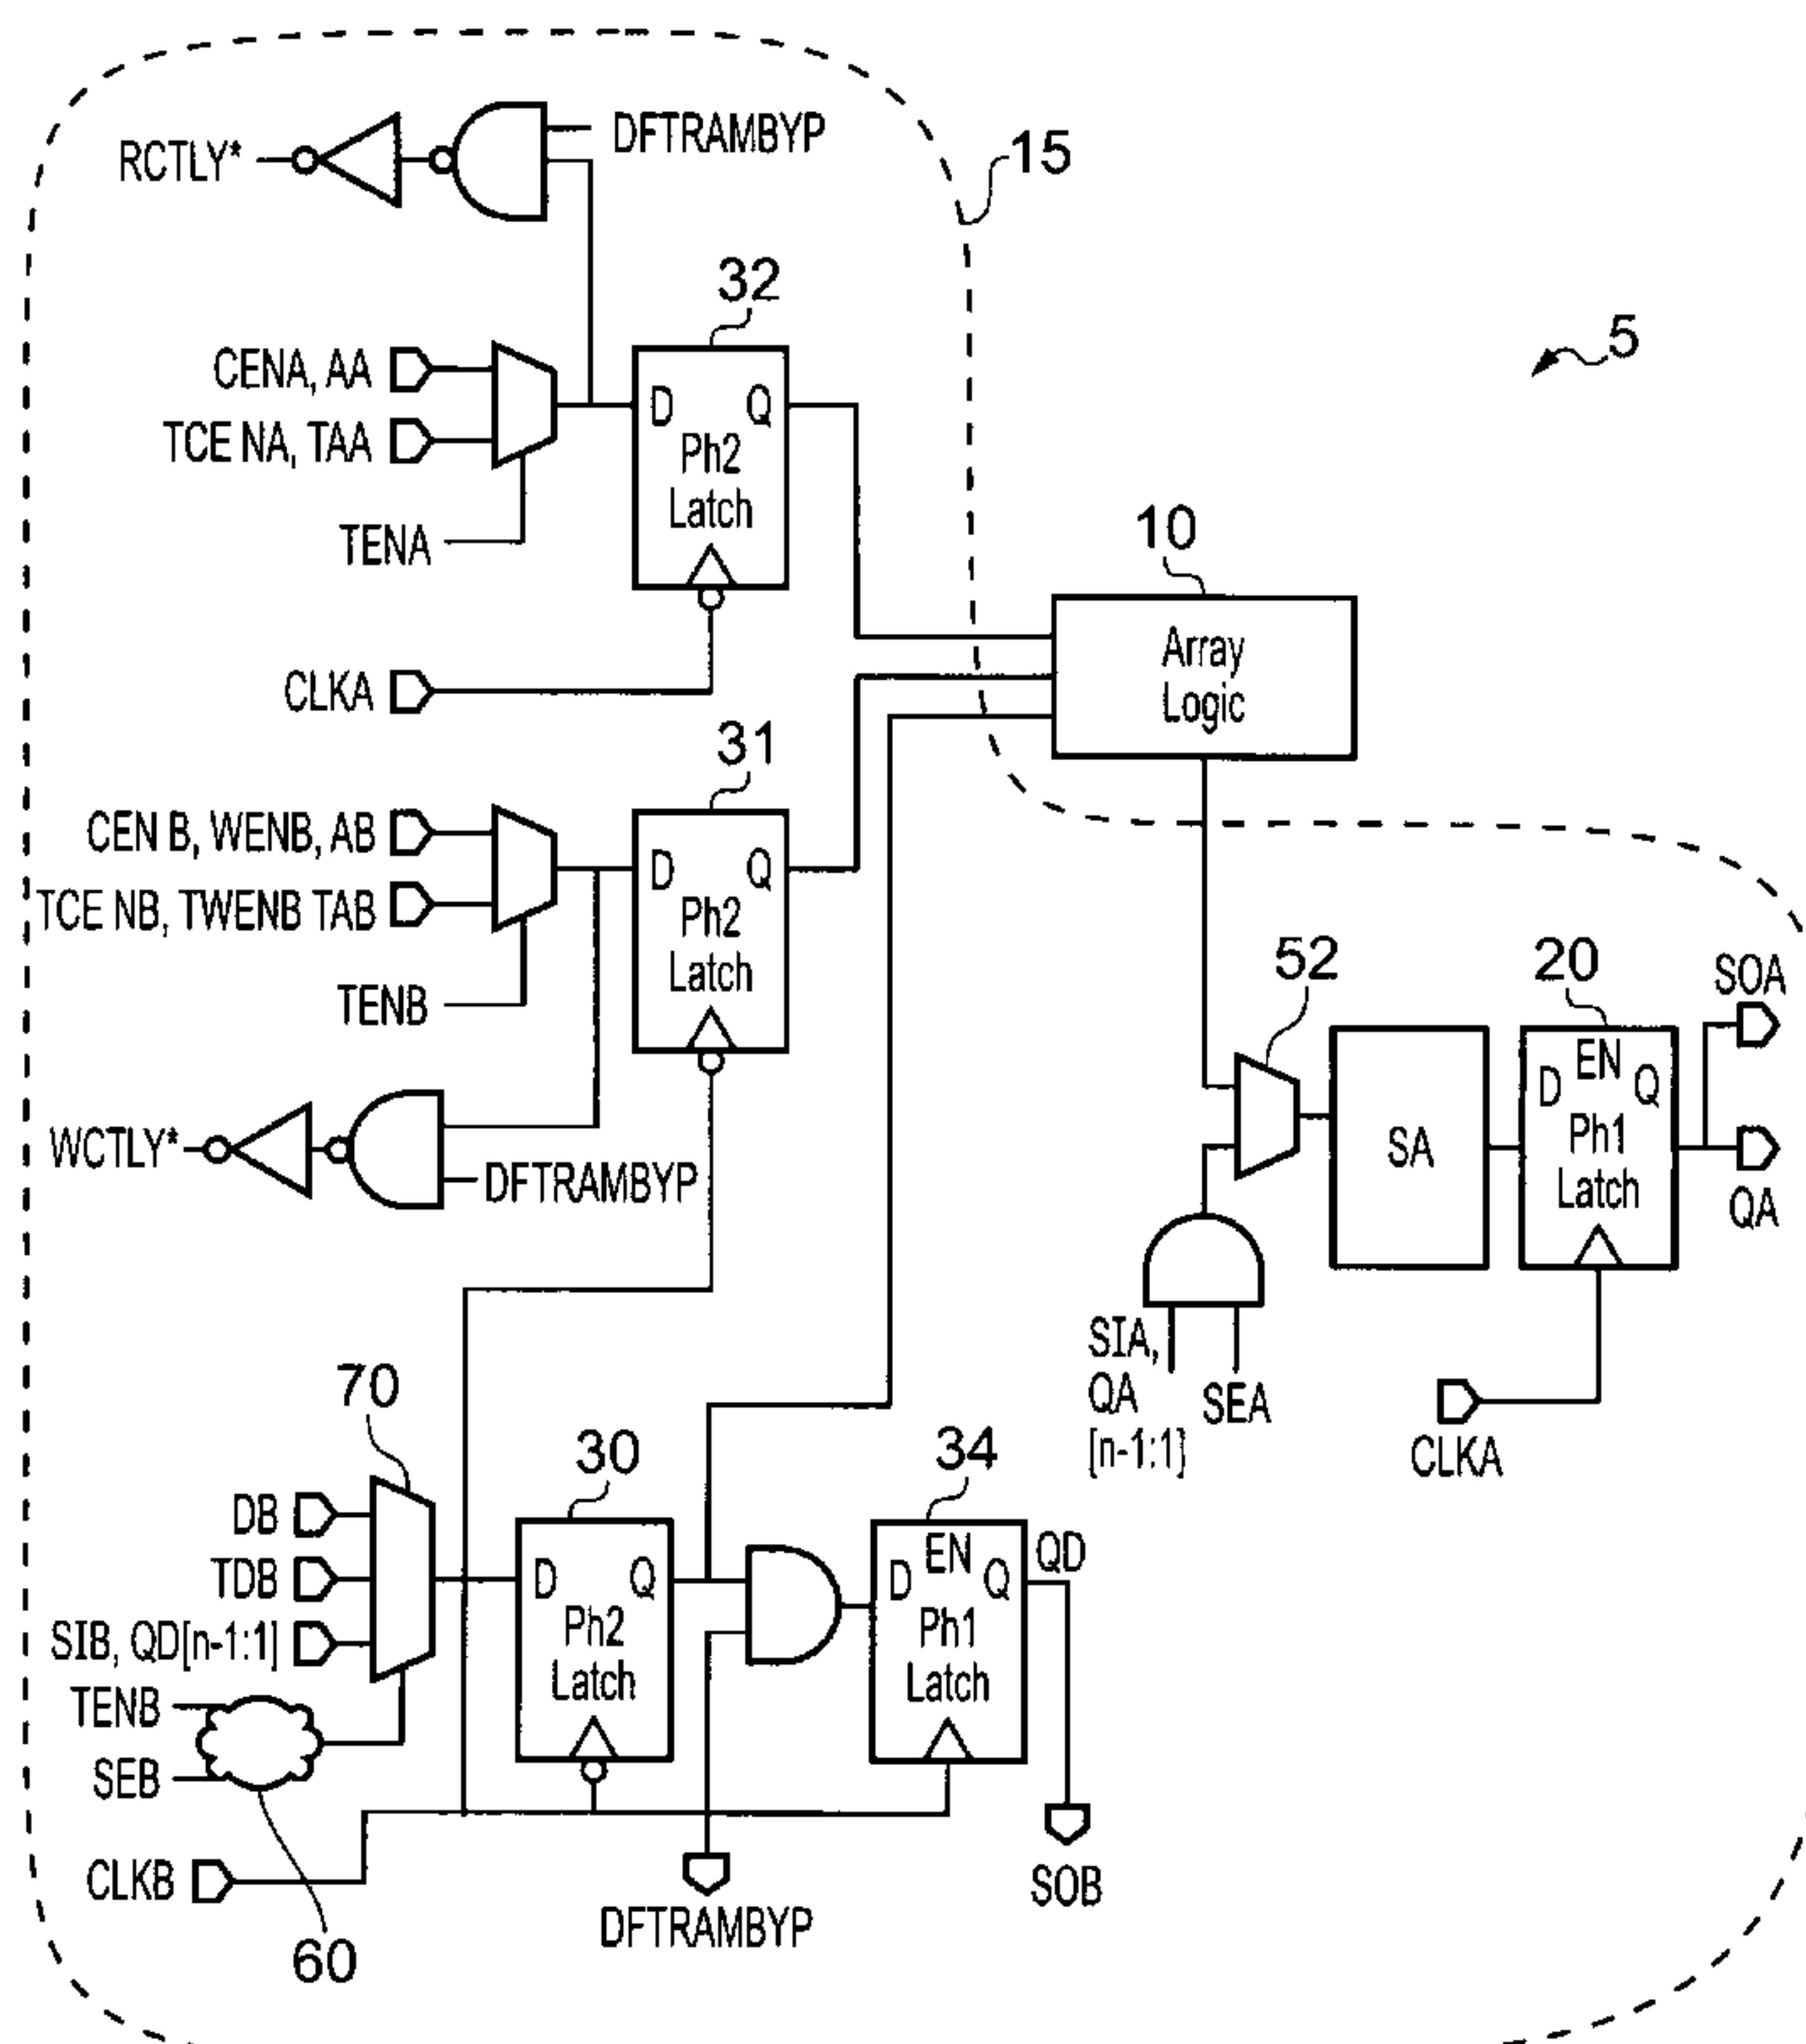 DFTRAMBYP
RCTLY*
15
32
5
CENA, AA
TCE NA, TAA
D Q
Ph2
Latch
TENA
10
Array
Logic
CLKA
31
CEN B, WENB, AB
TCE NB, TWENB TAB
D Q
Ph2
Latch
TENB
52
20
SOA
EN
D Q
Ph1
Latch
SA
QA
WCTLY*
DFTRAMBYP
SIA,
QA
[n-1:1]
SEA
CLKA
70
30
34
DB
TDB
SIB, QD[n-1:1]
D Q
Ph2
Latch
EN
D Q
Ph1
Latch
QD
TENB
SEB
CLKB
60
DFTRAMBYP
SOB